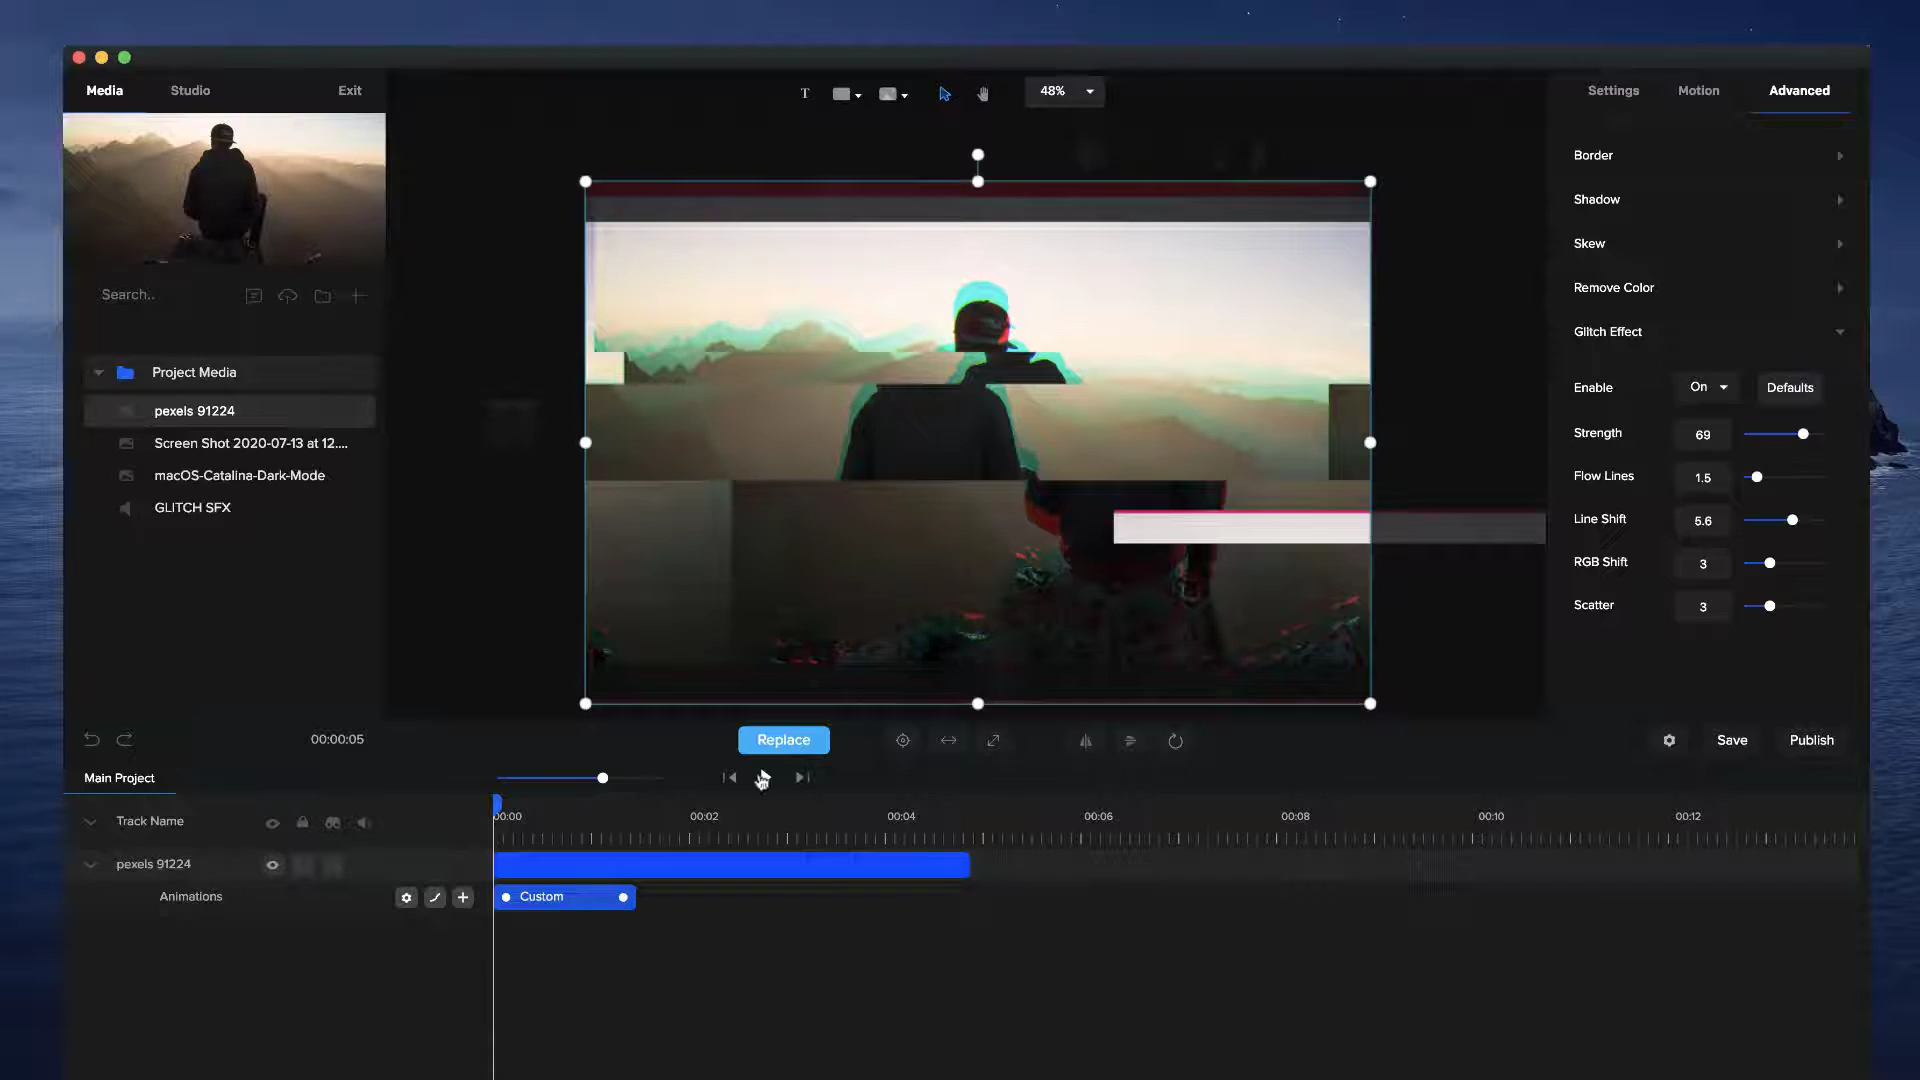 Media Studio Exit
T 48%
Settings Motion Advanced
Border
Shadow
Skew
Remove Color
Glitch Effect
Enable On Defaults
Strength 69
Flow Lines 1.5
Line Shift 5.6
RGB Shift 3
Scatter 3
Search..
Project Media
pexels 91224
Screen Shot 2020-07-13 at 12....
macOS-Catalina-Dark-Mode
GLITCH SFX
00:00:05
Replace
Save Publish
Main Project
Track Name
00:00 00:02 00:04 00:06 00:08 00:10 00:12
pexels 91224
Animations
Custom